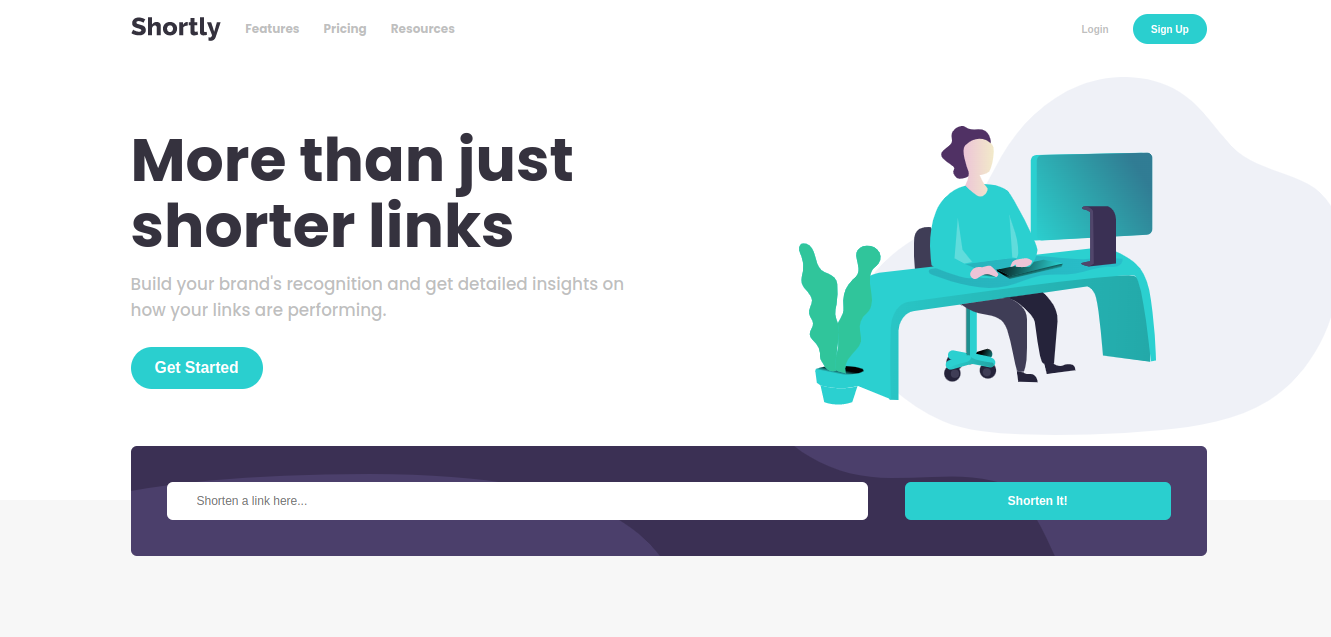 Shortly Features Pricing Resources Login Sign Up
More than just
shorter links
Build your brand's recognition and get detailed insights on
how your links are performing.
Get Started
Shorten a link here... Shorten It!